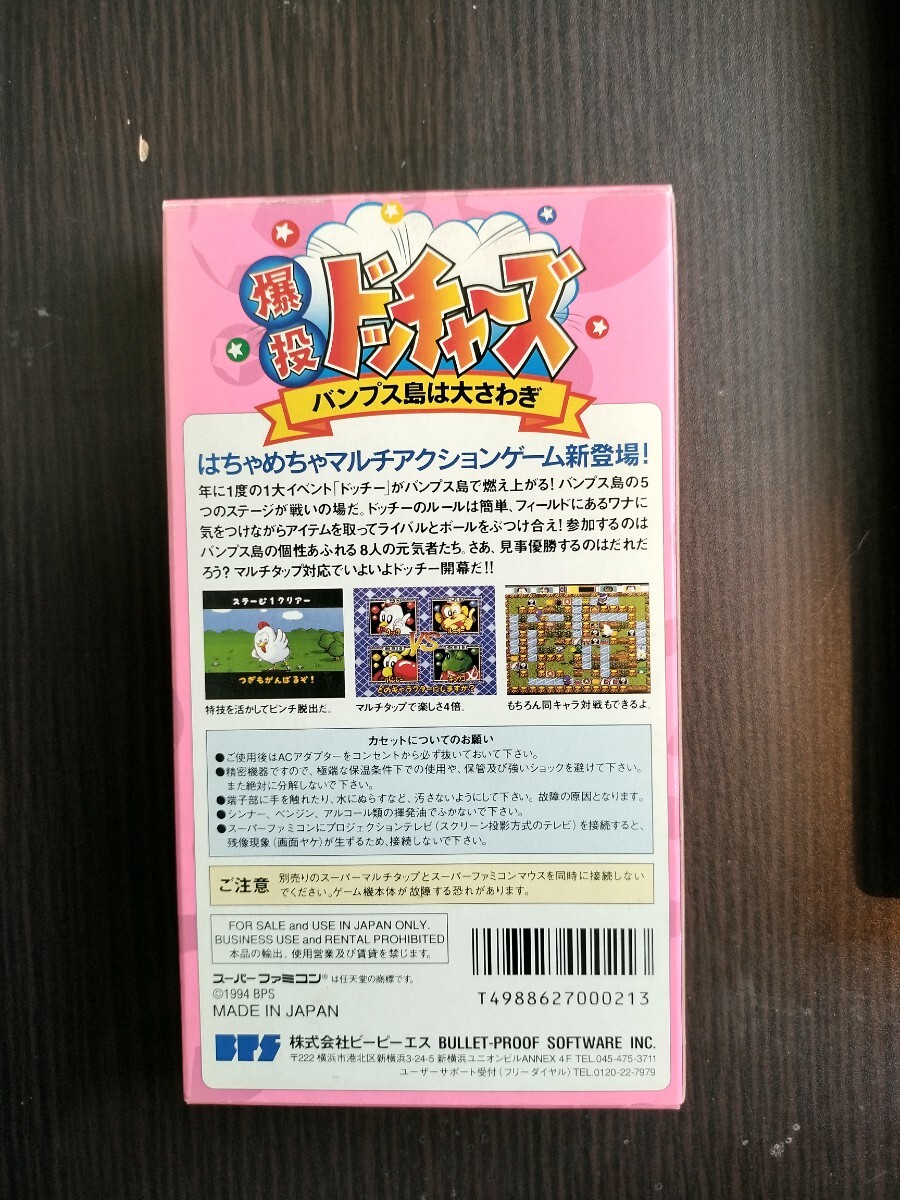 爆投
ドッチャ〜ズ
バンプス島は大さわぎ
はちゃめちゃマルチアクションゲーム新登場!
年に1度の1大イベント「ドッチー」がバンプス島で燃え上がる! バンプス島の5
つのステージが戦いの場だ。ドッチーのルールは簡単、フィールドにあるワナに
気をつけながらアイテムを取ってライバルとボールをぶつけ合え! 参加するのは
バンプス島の個性あふれる8人の元気者たち。さあ、見事優勝するのはだれだ
ろう? マルチタップ対応でいよいよドッチー開幕だ!!
ステージ1クリアー
つぎもがんばるぞ!
VS
どのキャラクターにしますか?
特技を活かしてピンチ脱出だ。
マルチタップで楽しさ4倍。
もちろん同キャラ対戦もできるよ。
カセットについてのお願い
●ご使用後はACアダプターをコンセントから必ず抜いておいて下さい。
●精密機器ですので、極端な保温条件下での使用や、保管及び強いショックを避けて下さい。
また絶対に分解しないで下さい。
●端子部に手を触れたり、水にぬらすなど、汚さないようにして下さい。故障の原因となります。
●シンナー、ベンジン、アルコール類の揮発油でふかないで下さい。
●スーパーファミコンにプロジェクションテレビ(スクリーン投影方式のテレビ)を接続すると、
残像現象(画面ヤケ)が生ずるため、接続しないで下さい。
ご注意
別売りのスーパーマルチタップとスーパーファミコンマウスを同時に接続しない
でください。ゲーム機本体が故障する恐れがあります。
FOR SALE and USE IN JAPAN ONLY.
BUSINESS USE and RENTAL PROHIBITED
本品の輸出、使用営業及び賃貸を禁じます。
スーパーファミコン®は任天堂の商標です。
©1994 BPS
MADE IN JAPAN
T4988627000213
BPS 株式会社ビーピーエス BULLET-PROOF SOFTWARE INC.
〒222 横浜市港北区新横浜3-24-5 新横浜ユニオンビルANNEX 4F TEL.045-475-3711
ユーザーサポート受付(フリーダイヤル) TEL.0120-22-7979